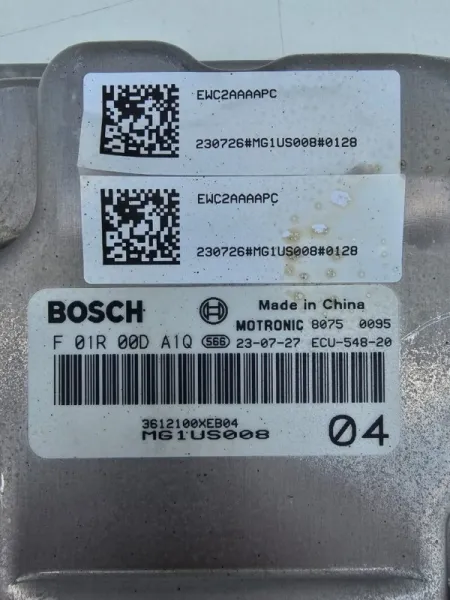 EWC2AAAAPC
230726#MG1US008#0128
EWC2AAAAPC
230726#MG1US008#0128
BOSCH Made in China
MOTRONIC 8075 0095
F 01R 00D A1Q 566 23-07-27 ECU-548-20
3612100XEB04
MG1US008
04